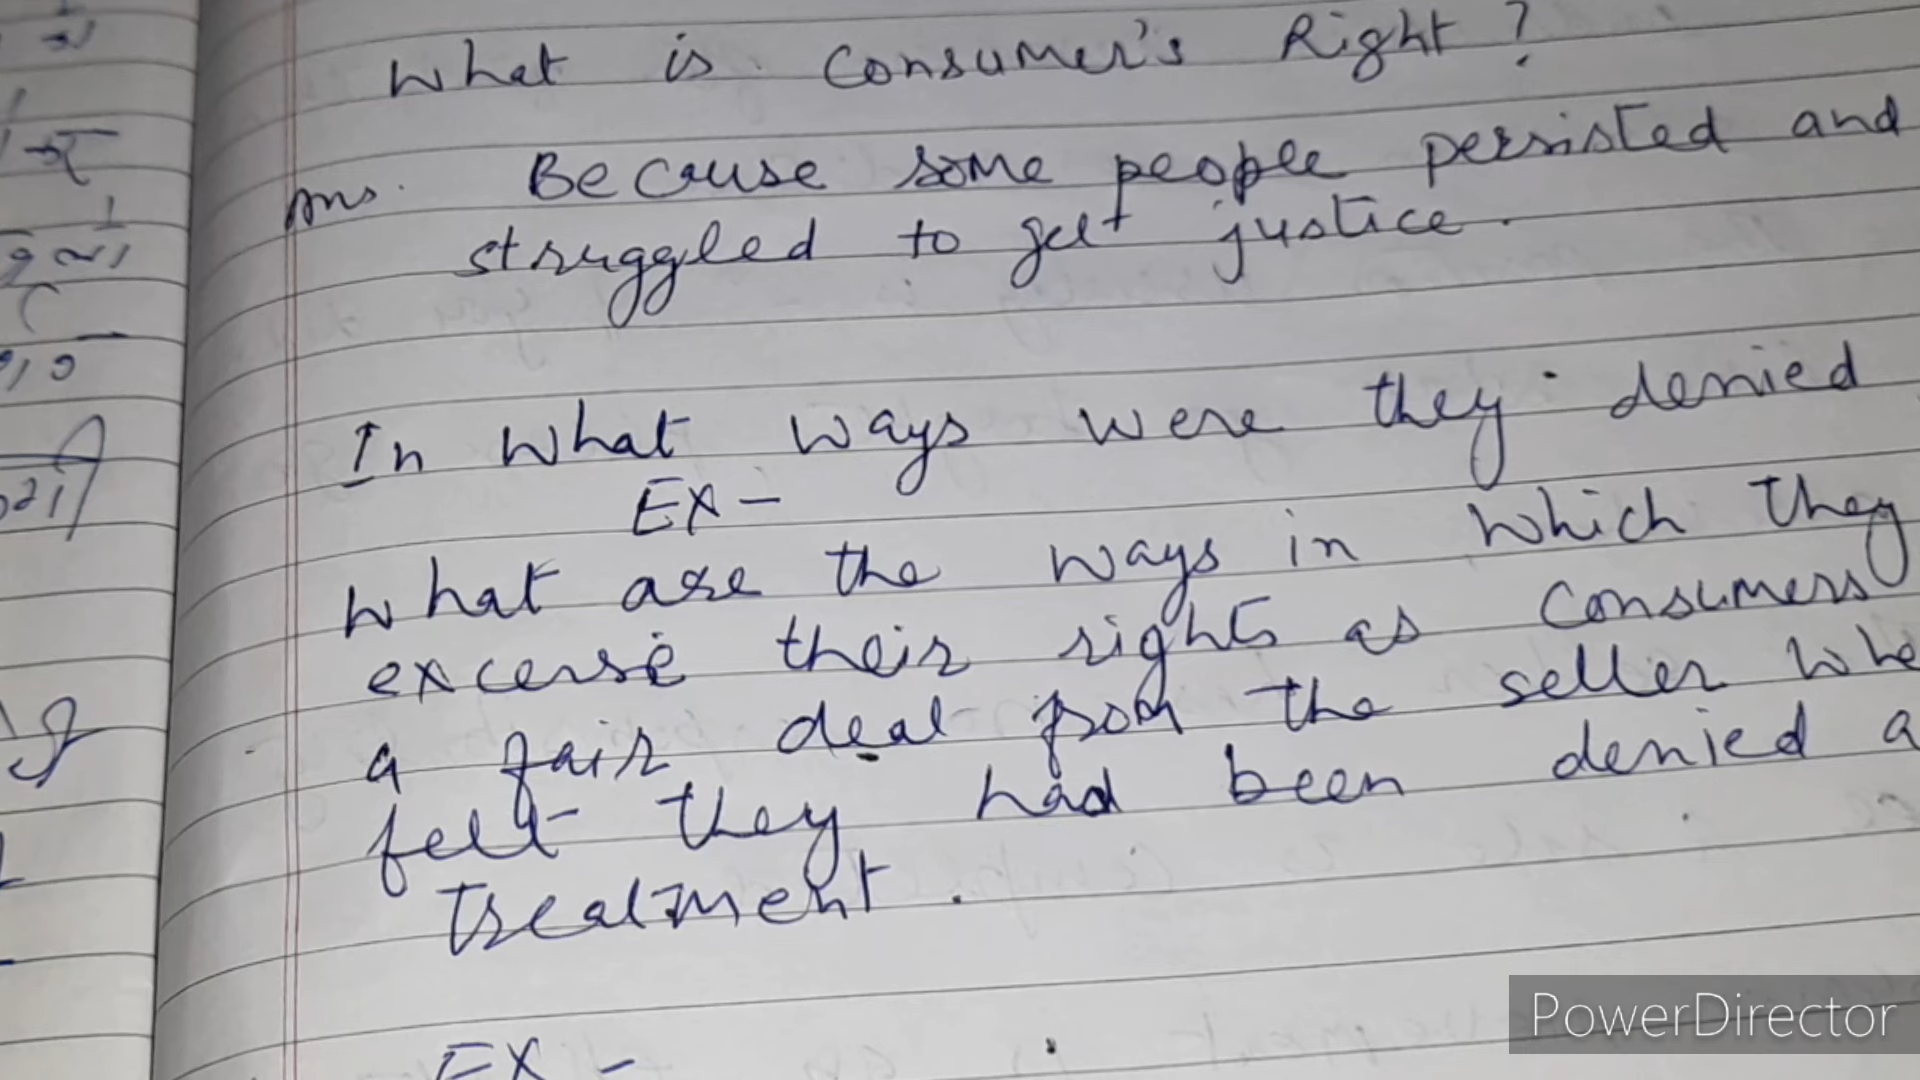 What is Consumer's Right ?
Ans. Because some people persisted and
struggled to get justice.
In what ways were they denied
EX -
what are the ways in which they
excerse their rights as Consumers
a fair deal from the seller
felt they had been denied a
Treatment.
EX -
PowerDirector